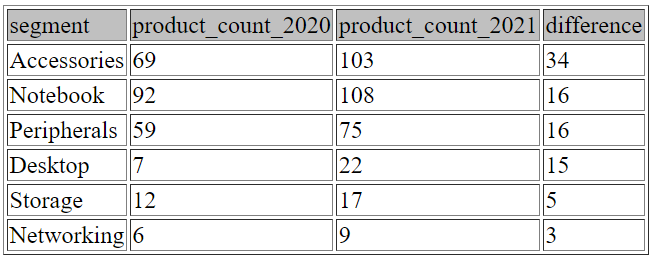 segment product_count_2020 product_count_2021 difference
Accessories 69 103 34
Notebook 92 108 16
Peripherals 59 75 16
Desktop 7 22 15
Storage 12 17 5
Networking 6 9 3